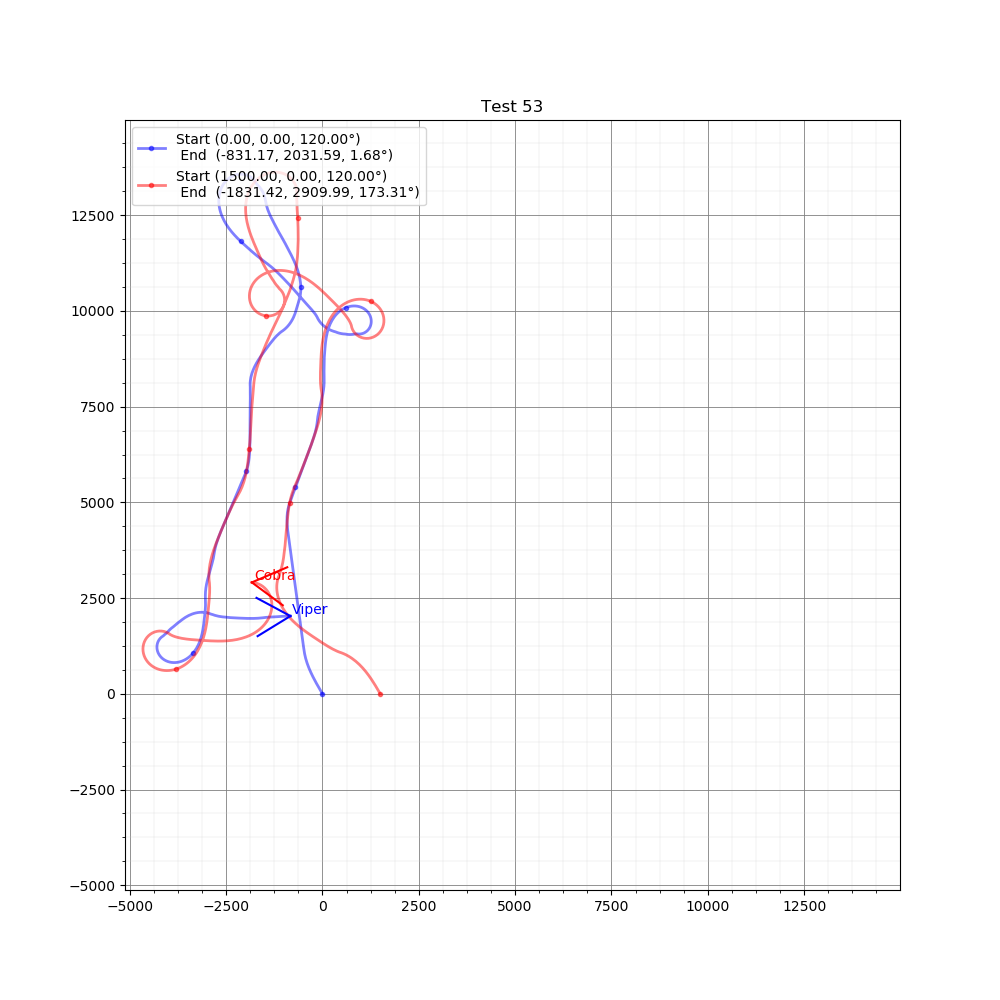 Test 53
Start (0.00, 0.00, 120.00°)
End (-831.17, 2031.59, 1.68°)
Start (1500.00, 0.00, 120.00°)
End (-1831.42, 2909.99, 173.31°)
12500
10000
7500
5000
2500
0
−2500
−5000
Cobra
Viper
−5000 −2500 0 2500 5000 7500 10000 12500